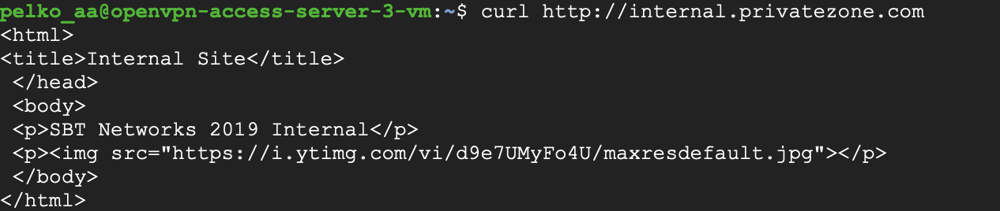 pelko_aa@openvpn-access-server-3-vm:~$ curl http://internal.privatezone.com
<html>
<title>Internal Site</title>
 </head>
 <body>
 <p>SBT Networks 2019 Internal</p>
 <p><img src="https://i.ytimg.com/vi/d9e7UMyFo4U/maxresdefault.jpg"></p>
 </body>
</html>